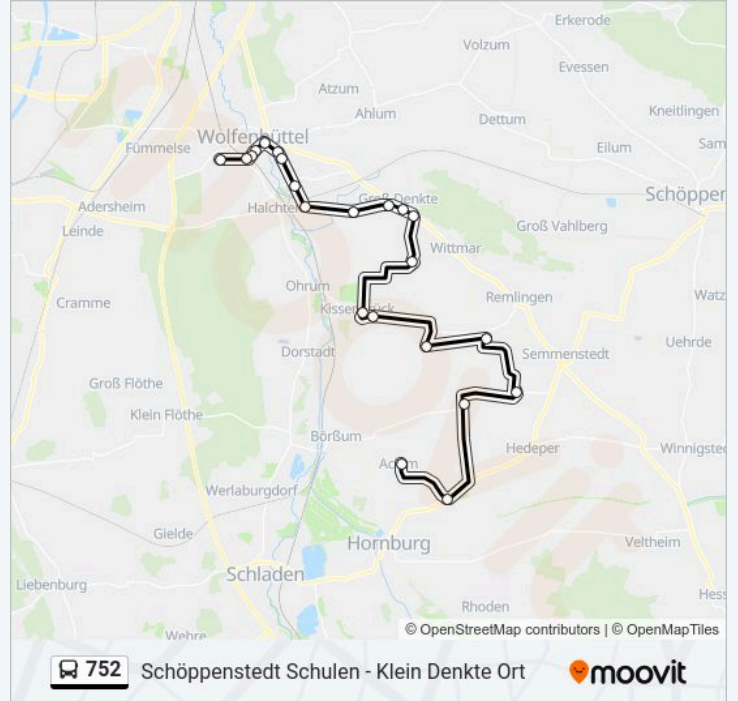 Erkerode
Volzum
Evessen
Atzum
Ahlum
Dettum
Kneitlingen
Wolfenbüttel
Fümmelse
Eilum
Sam
Schöppen
Adersheim
Halchter
Groß Denkte
Leinde
Groß Vahlberg
Wittmar
Ohrum
Remlingen
Watz
Cramme
Kissenbrück
Uehrde
Dorstadt
Semmenstedt
Groß Flöthe
Klein Flöthe
Börßum
Hedeper
Winnigsted
Achim
Werlaburgdorf
Gielde
Hornburg
Veltheim
Schladen
Liebenburg
Hess
Rhoden
Wehre
© OpenStreetMap contributors | © OpenMapTiles
752 Schöppenstedt Schulen - Klein Denkte Ort moovit